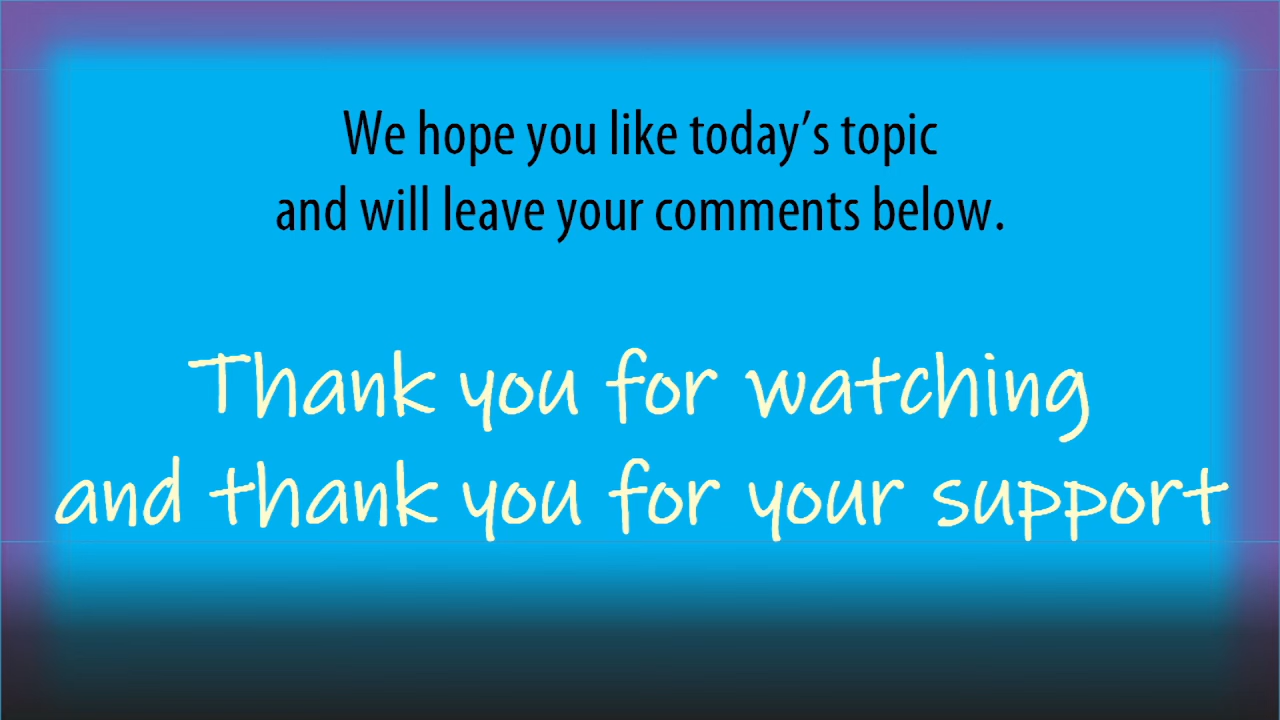 We hope you like today’s topic
and will leave your comments below.
Thank you for watching
and thank you for your support